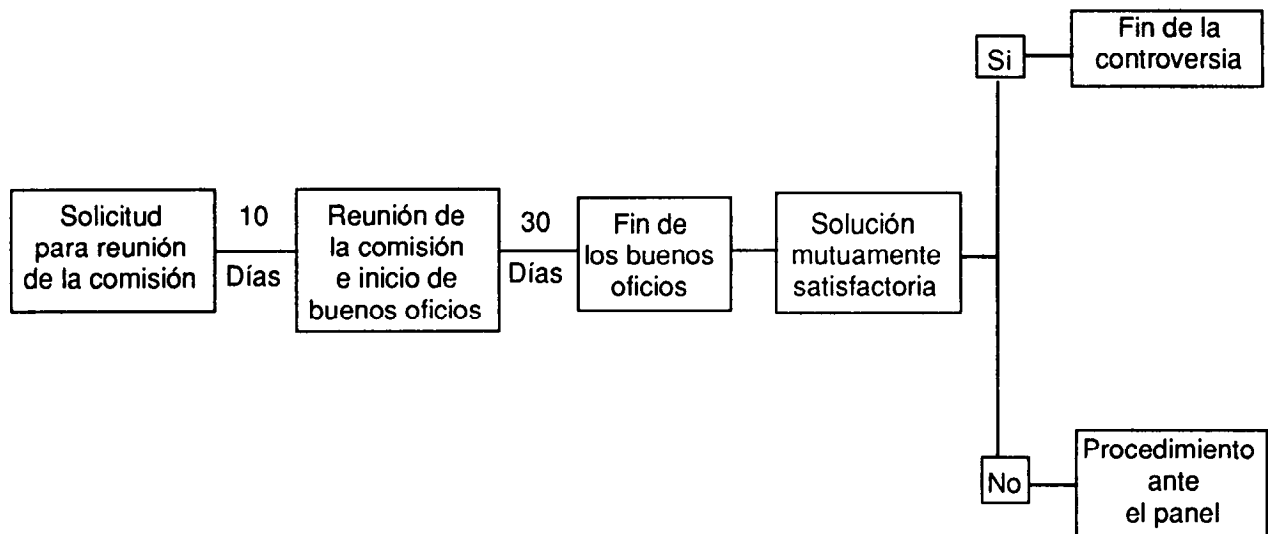 Solicitud
para reunión
de la comisión
10
Días
Reunión de
la comisión
e inicio de
buenos oficios
30
Días
Fin de
los buenos
oficios
Solución
mutuamente
satisfactoria
Si
Fin de la
controversia
No
Procedimiento
ante
el panel